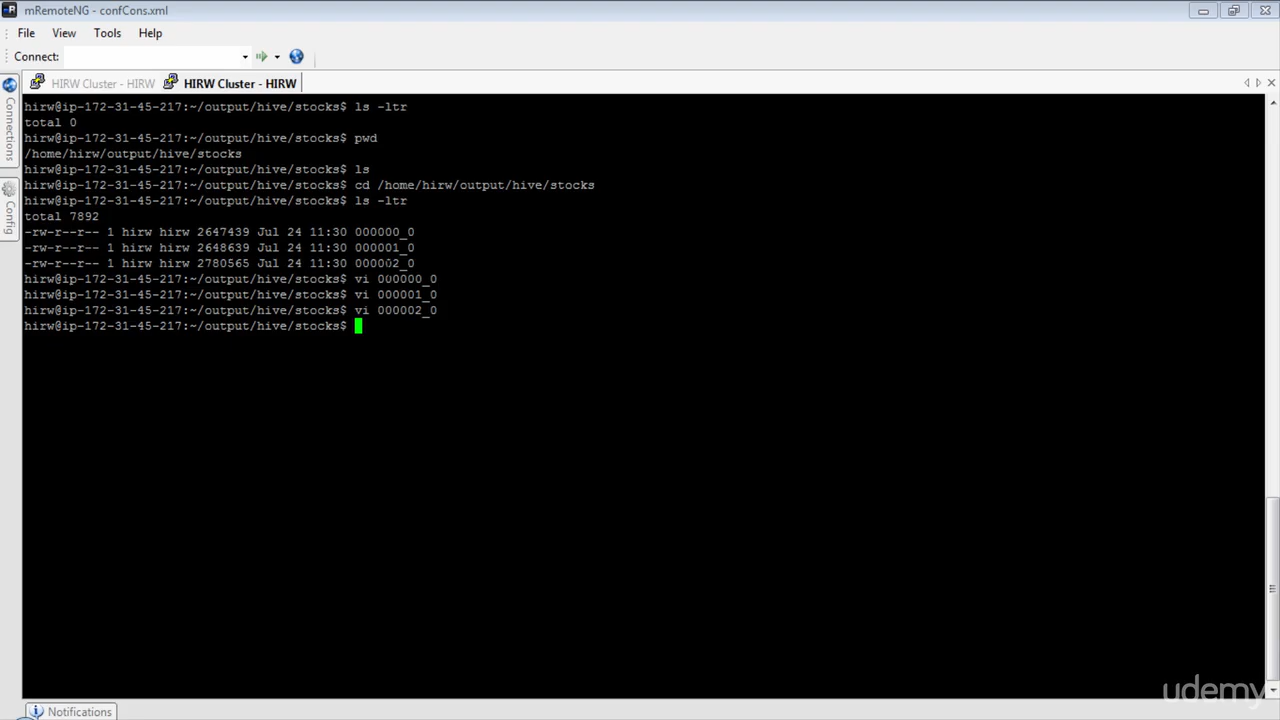 mRemoteNG - confCons.xml
File View Tools Help
Connect:
HIRW Cluster - HIRW HIRW Cluster - HIRW
Connections
Config
hirw@ip-172-31-45-217:~/output/hive/stocks$ ls -ltr
total 0
hirw@ip-172-31-45-217:~/output/hive/stocks$ pwd
/home/hirw/output/hive/stocks
hirw@ip-172-31-45-217:~/output/hive/stocks$ ls
hirw@ip-172-31-45-217:~/output/hive/stocks$ cd /home/hirw/output/hive/stocks
hirw@ip-172-31-45-217:~/output/hive/stocks$ ls -ltr
total 7892
-rw-r--r-- 1 hirw hirw 2647439 Jul 24 11:30 000000_0
-rw-r--r-- 1 hirw hirw 2648639 Jul 24 11:30 000001_0
-rw-r--r-- 1 hirw hirw 2780565 Jul 24 11:30 000002_0
hirw@ip-172-31-45-217:~/output/hive/stocks$ vi 000000_0
hirw@ip-172-31-45-217:~/output/hive/stocks$ vi 000001_0
hirw@ip-172-31-45-217:~/output/hive/stocks$ vi 000002_0
hirw@ip-172-31-45-217:~/output/hive/stocks$
udemy
Notifications